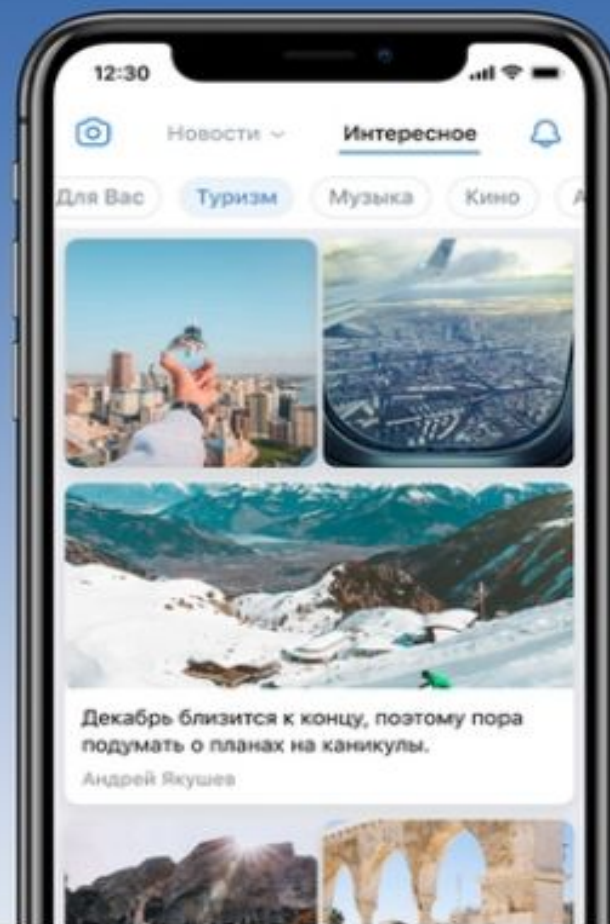 12:30
Новости
Интересное
Для Вас
Туризм
Музыка
Кино
А
Декабрь близится к концу, поэтому пора
подумать о планах на каникулы.
Андрей Якушев